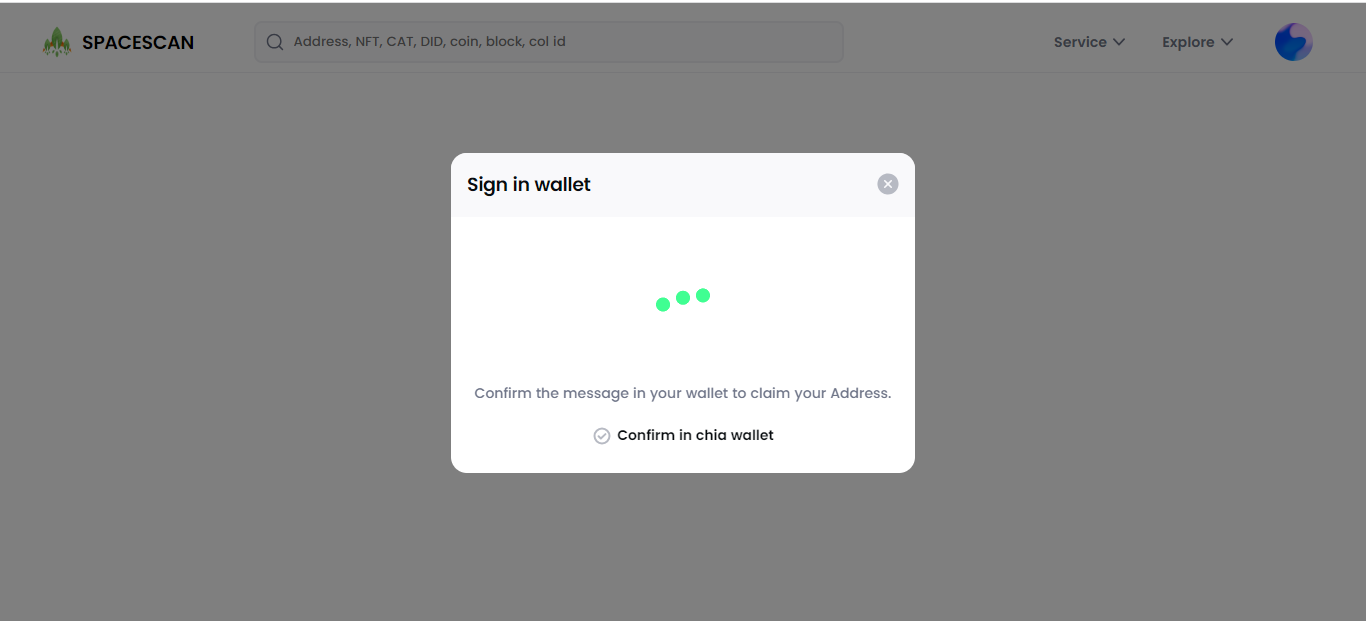 SPACESCAN
Address, NFT, CAT, DID, coin, block, col id
Service
Explore
Sign in wallet
Confirm the message in your wallet to claim your Address.
Confirm in chia wallet